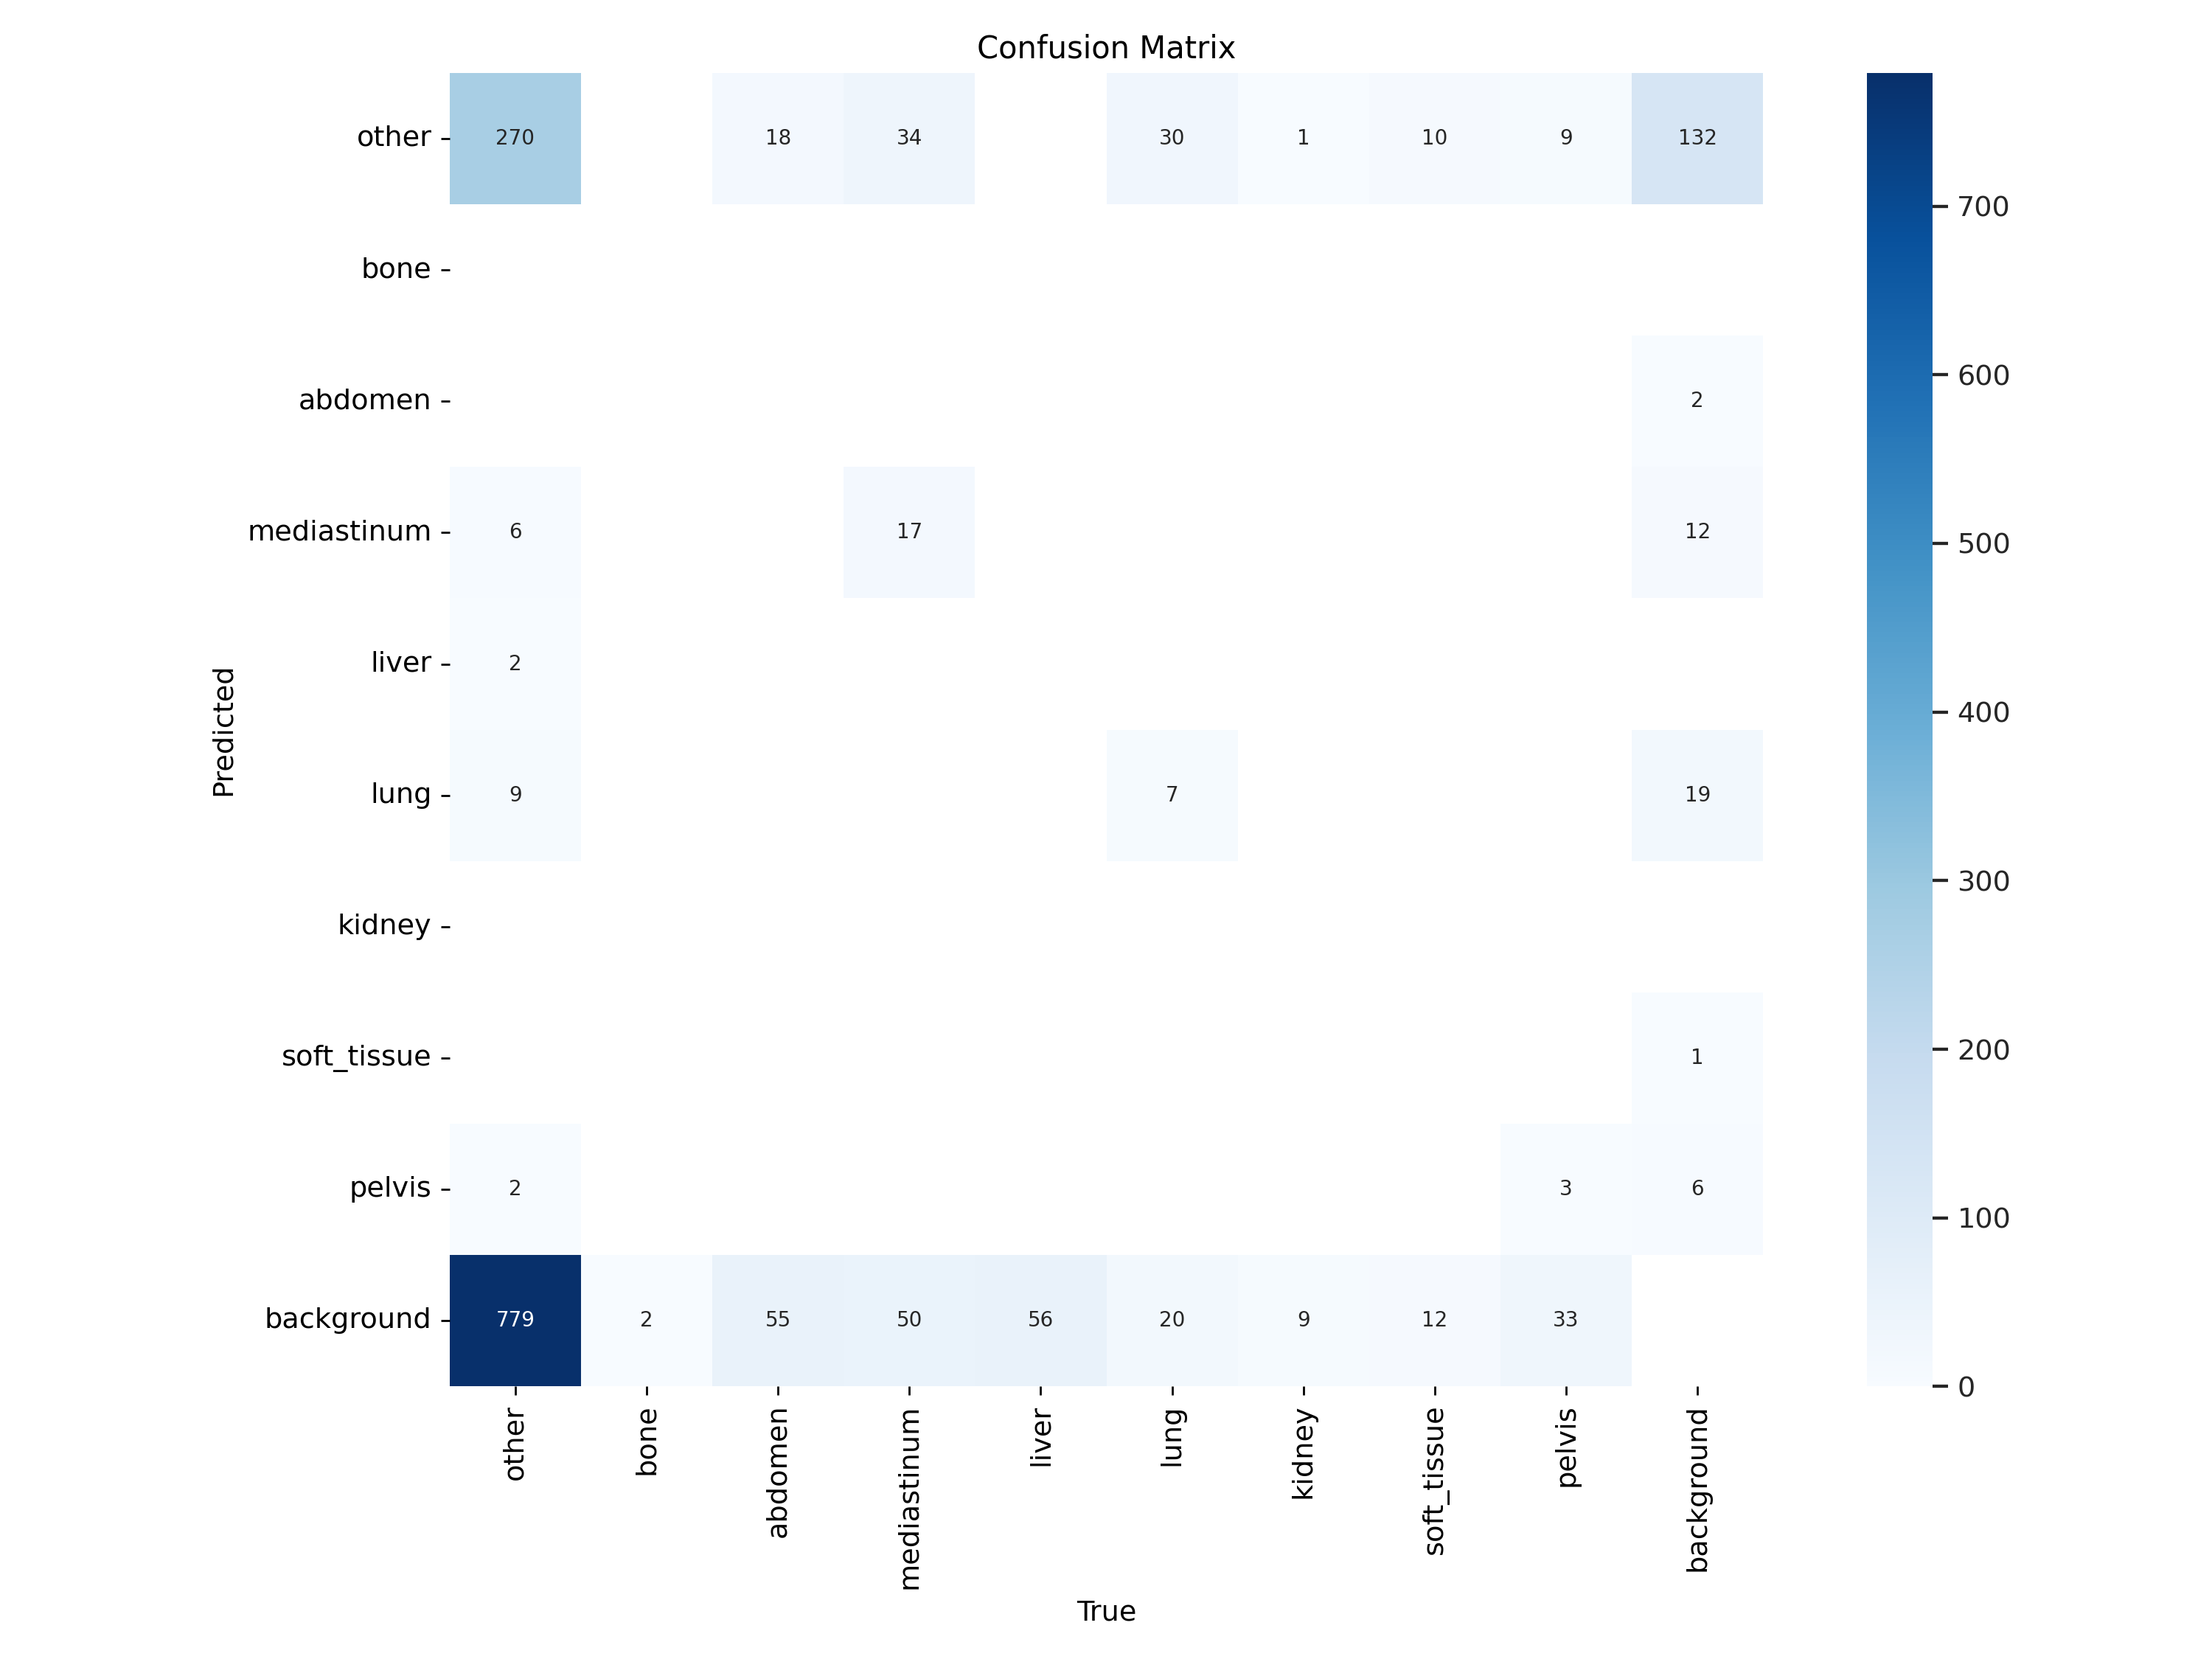 Confusion Matrix
other 270 18 34 30 1 10 9 132
bone
abdomen 2
mediastinum 6 17 12
liver 2
lung 9 7 19
kidney
soft_tissue 1
pelvis 2 3 6
background 779 2 55 50 56 20 9 12 33
Predicted
other bone abdomen mediastinum liver lung kidney soft_tissue pelvis background
True
700
600
500
400
300
200
100
0